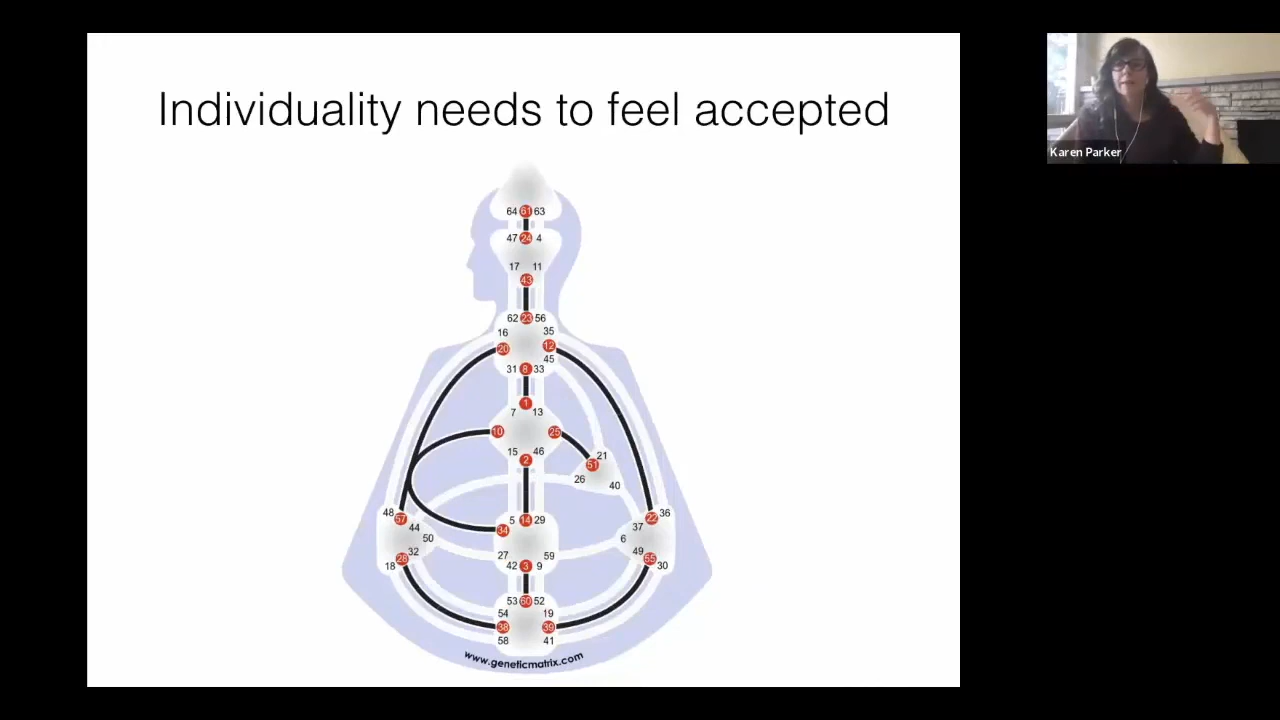 Individuality needs to feel accepted
Karen Parker
64 61 63
47 24 4
17 11
43
62 23 56
16 35
20 12
45
31 8 33
1
7 13
10 25
15 46
2 21
51
26 40
48 57 5 14 29 22 36
44 34 37
50 6
32 27 59 49
18 28 42 3 9 55 30
53 60 52
54 19
38 39
58 41
www.geneticmatrix.com